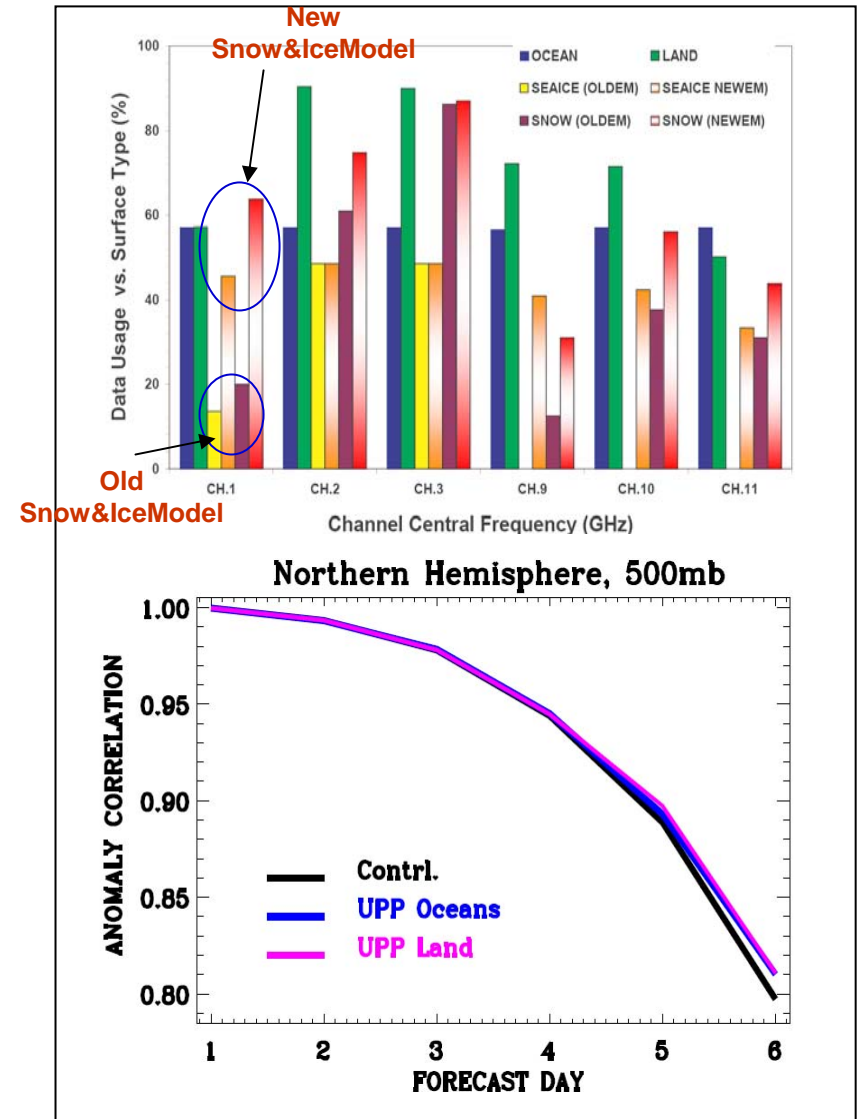 New
Snow&IceModel
100
80
60
40
20
0
Data Usage vs. Surface Type (%)
OCEAN
LAND
SEAICE (OLDEM)
SEAICE NEWEM)
SNOW (OLDEM)
SNOW (NEWEM)
Old
Snow&IceModel
CH.1 CH.2 CH.3 CH.9 CH.10 CH.11
Channel Central Frequency (GHz)
Northern Hemisphere, 500mb
1.00
0.95
0.90
0.85
0.80
ANOMALY CORRELATION
Contrl.
UPP Oceans
UPP Land
1 2 3 4 5 6
FORECAST DAY